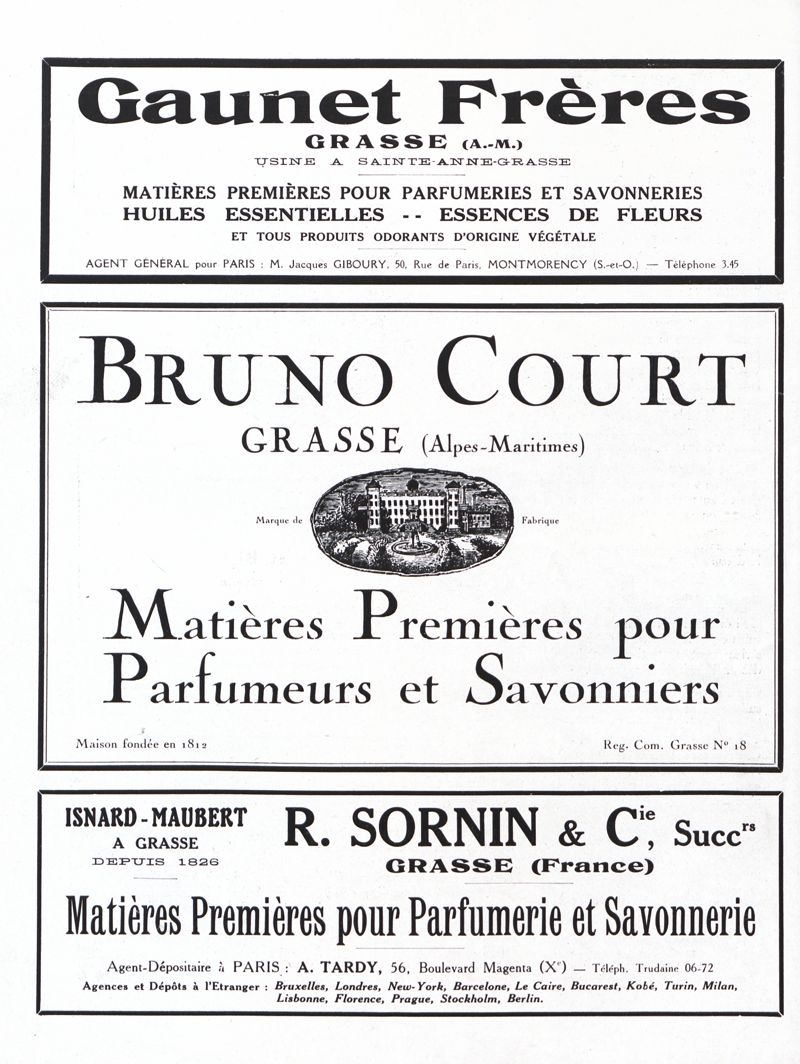 Gaunet Frères
GRASSE (A.-M.)
USINE A SAINTE-ANNE-GRASSE
MATIÈRES PREMIÈRES POUR PARFUMERIES ET SAVONNERIES
HUILES ESSENTIELLES -- ESSENCES DE FLEURS
ET TOUS PRODUITS ODORANTS D'ORIGINE VÉGÉTALE
AGENT GÉNÉRAL pour PARIS : M. Jacques GIBOURY, 50, Rue de Paris, MONTMORENCY (S.-et-O.) — Téléphone 3.45
BRUNO COURT
GRASSE (Alpes-Maritimes)
Marque de Fabrique
Matières Premières pour
Parfumeurs et Savonniers
Maison fondée en 1812
Reg. Com. Grasse Nº 18
ISNARD-MAUBERT
A GRASSE
DEPUIS 1826
R. SORNIN & Cie, Succrs
GRASSE (France)
Matières Premières pour Parfumerie et Savonnerie
Agent-Dépositaire à PARIS : A. TARDY, 56, Boulevard Magenta (Xe) — Téléph. Trudaine 06-72
Agences et Dépôts à l'Etranger : Bruxelles, Londres, New-York, Barcelone, Le Caire, Bucarest, Kobé, Turin, Milan,
Lisbonne, Florence, Prague, Stockholm, Berlin.